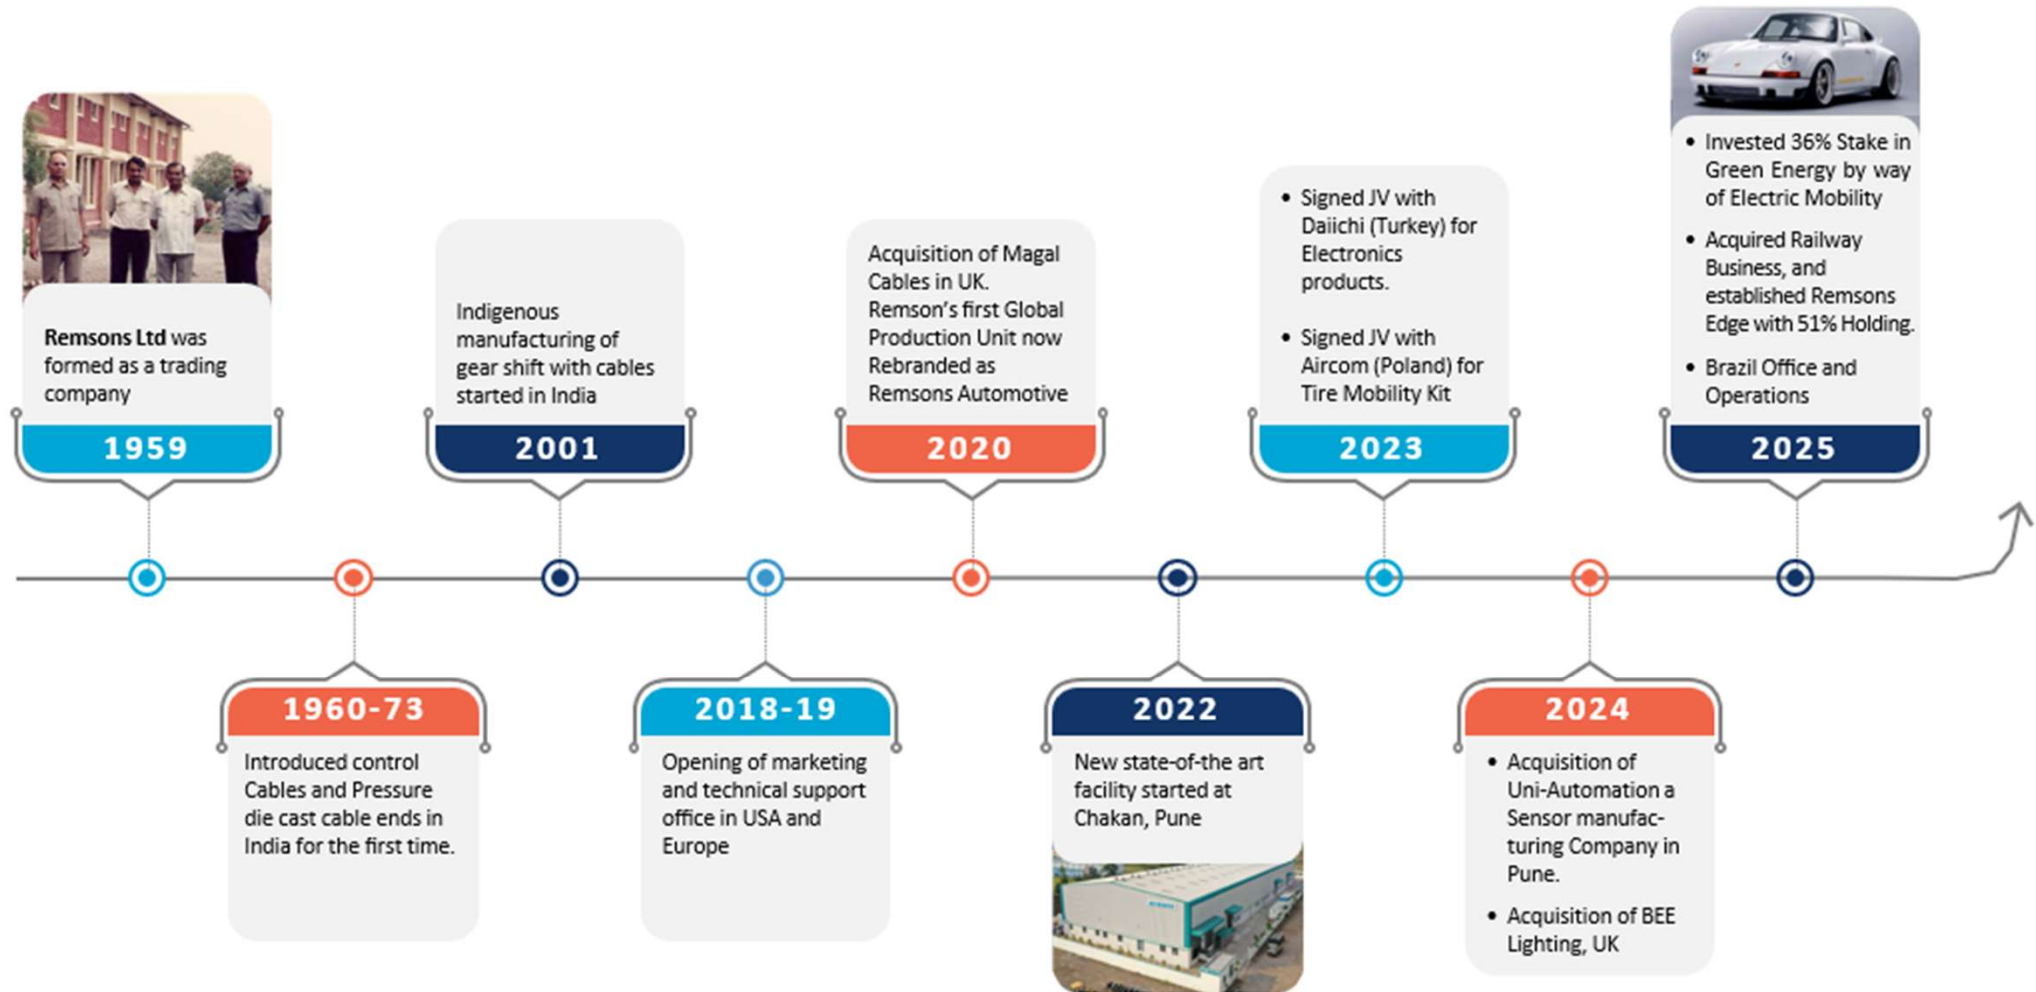 Remsons Ltd was
formed as a trading
company
1959
1960-73
Introduced control
Cables and Pressure
die cast cable ends in
India for the first time.
Indigenous
manufacturing of
gear shift with cables
started in India
2001
2018-19
Opening of marketing
and technical support
office in USA and
Europe
Acquisition of Magal
Cables in UK.
Remson's first Global
Production Unit now
Rebranded as
Remsons Automotive
2020
2022
New state-of-the art
facility started at
Chakan, Pune
• Signed JV with
Daiichi (Turkey) for
Electronics
products.
• Signed JV with
Aircom (Poland) for
Tire Mobility Kit
2023
2024
• Acquisition of
Uni-Automation a
Sensor manufac-
turing Company in
Pune.
• Acquisition of BEE
Lighting, UK
• Invested 36% Stake in
Green Energy by way
of Electric Mobility
• Acquired Railway
Business, and
established Remsons
Edge with 51% Holding.
• Brazil Office and
Operations
2025